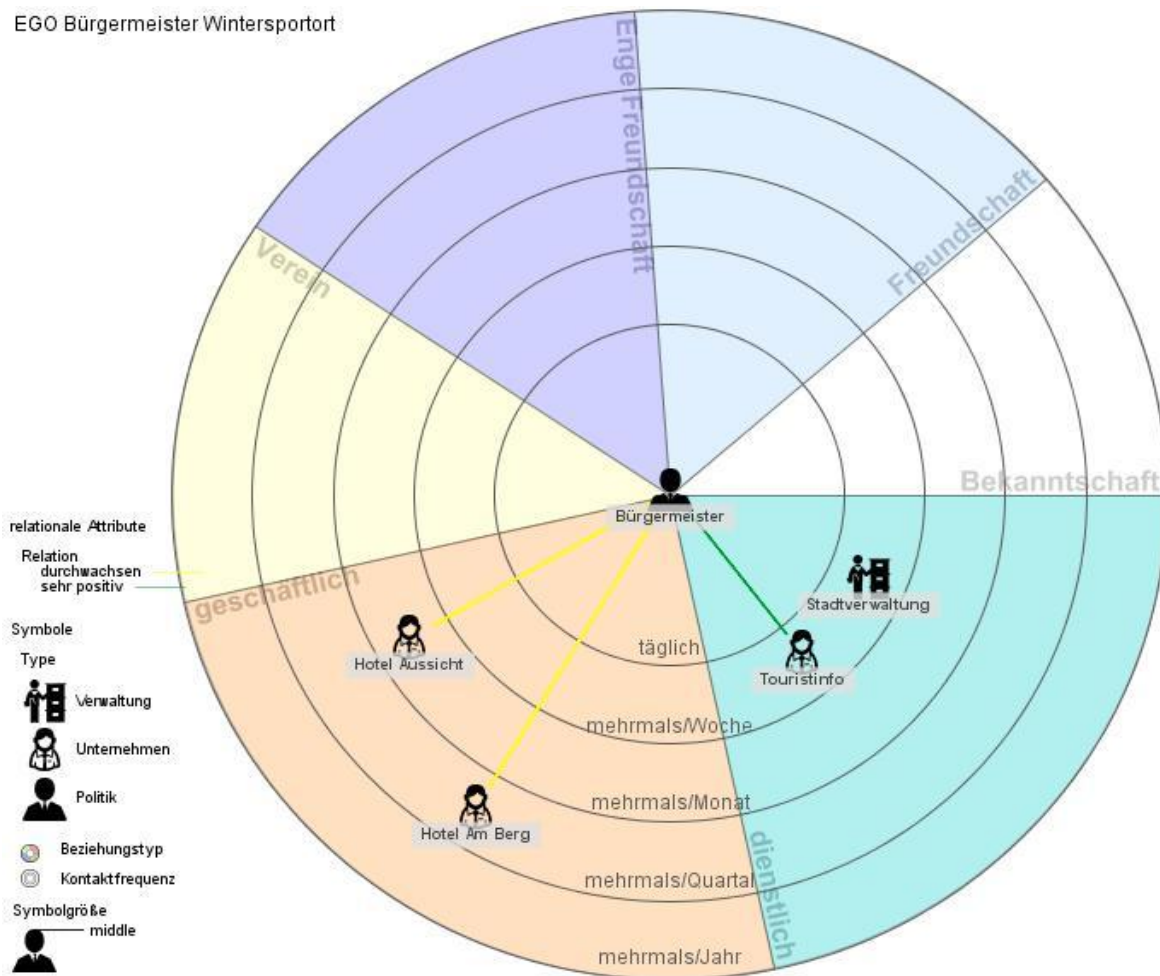 EGO Bürgermeister Wintersportort
Enge Freundschaft
Freundschaft
Verein
Bekanntschaft
Bürgermeister
relationale Attribute
Relation
durchwachsen
sehr positiv
geschäftlich
Stadtverwaltung
Symbole
täglich
Hotel Aussicht
Type
Touristinfo
Verwaltung
mehrmals/Woche
Unternehmen
Politik
mehrmals/Monat
Hotel Am Berg
Beziehungstyp
Kontaktfrequenz
mehrmals/Quartal
dienstlich
Symbolgröße
middle
mehrmals/Jahr